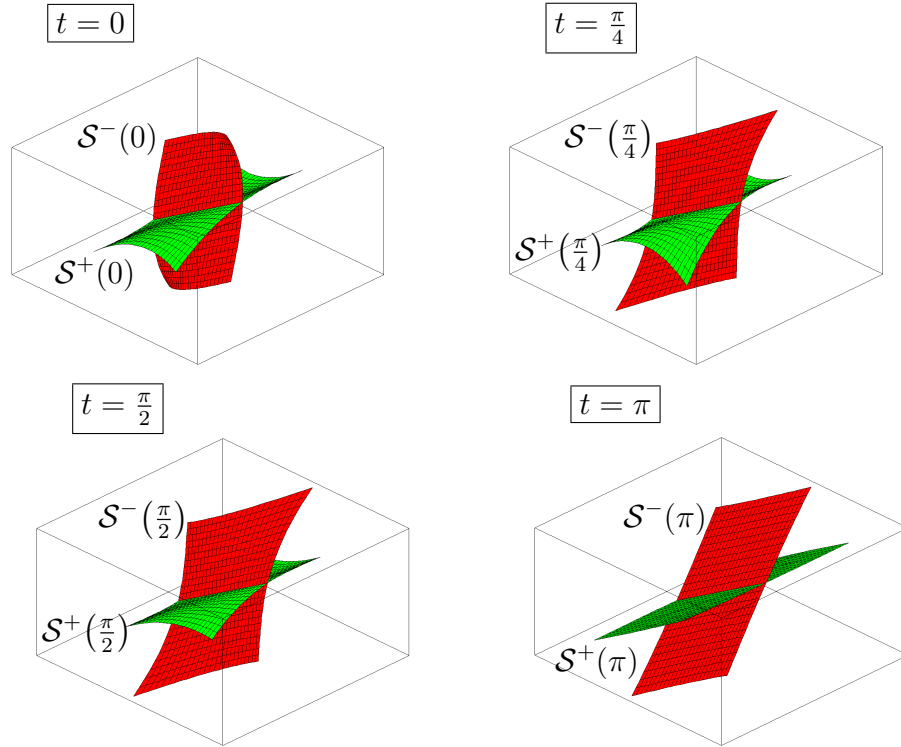 t = 0
S⁻(0)
S⁺(0)
t = π/4
S⁻(π/4)
S⁺(π/4)
t = π/2
S⁻(π/2)
S⁺(π/2)
t = π
S⁻(π)
S⁺(π)